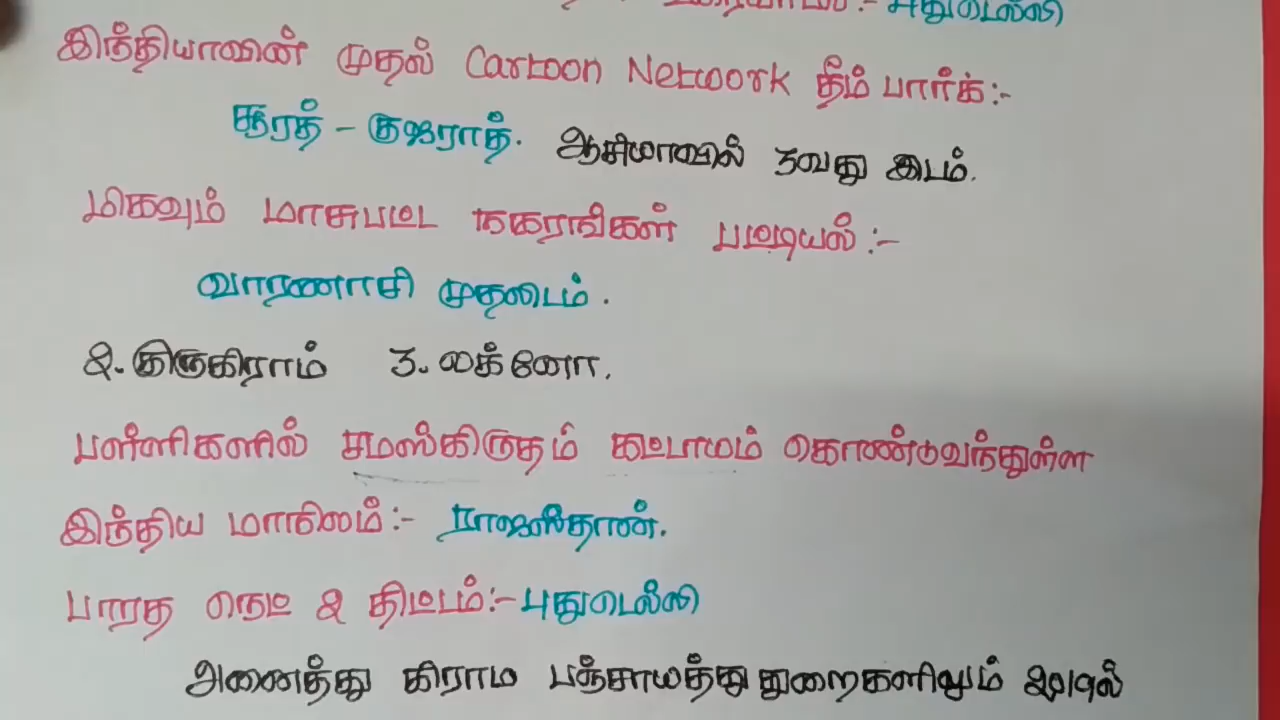 புதுடெல்லி
இந்தியாவின் முதல் Cartoon Network தீம் பார்க்:-
சூரத் - குஜராத். ஆசியாவில் 3வது இடம்.
மிகவும் மாசுபட்ட நகரங்கள் பட்டியல்:-
வாரணாசி முதலிடம்.
2. குருகிராம் 3. லக்னோ.
பள்ளிகளில் சமஸ்கிருதம் கட்டாயம் கொண்டுவந்துள்ள
இந்திய மாநிலம்:- ராஜஸ்தான்.
பாரத நெட் 2 திட்டம்:- புதுடெல்லி
அனைத்து கிராம பஞ்சாயத்து துறைகளிலும் 2019ல்